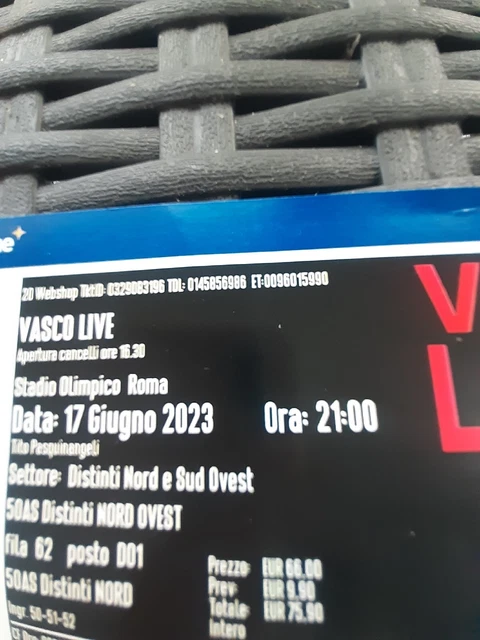 20 Webshop TktID: 0329083196 TDL: 0145856986 ET:0096015990
VASCO LIVE
Apertura cancelli ore 16.30
Stadio Olimpico Roma
Data: 17 Giugno 2023 Ora: 21:00
Tito Pasquinangeli
Settore: Distinti Nord e Sud Ovest
50AS Distinti NORD OVEST
fila 62 posto D01
50AS Distinti NORD
Ingr. 50-51-52
Prezzo EUR 66.00
Prev. EUR 9,90
Totale: EUR 75.90
Intero
V
L